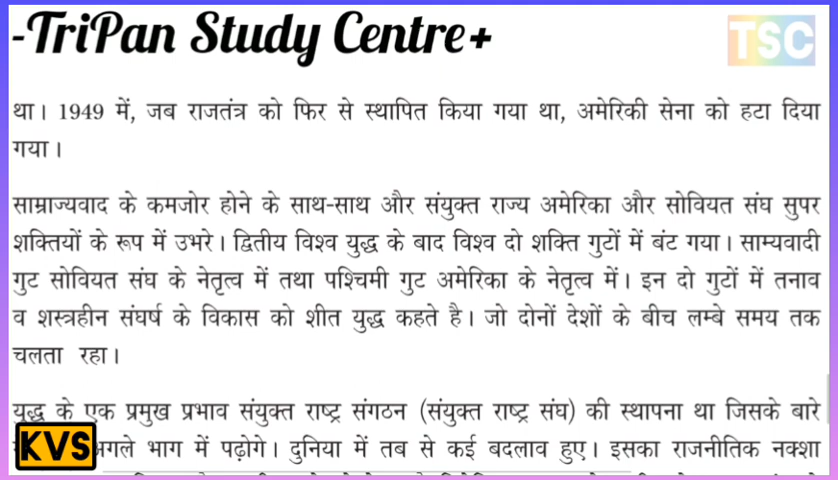 -TriPan Study Centre+
TSC
था। 1949 में, जब राजतंत्र को फिर से स्थापित किया गया था, अमेरिकी सेना को हटा दिया
गया।
साम्राज्यवाद के कमजोर होने के साथ-साथ और संयुक्त राज्य अमेरिका और सोवियत संघ सुपर
शक्तियों के रूप में उभरे। द्वितीय विश्व युद्ध के बाद विश्व दो शक्ति गुटों में बंट गया। साम्यवादी
गुट सोवियत संघ के नेतृत्व में तथा पश्चिमी गुट अमेरिका के नेतृत्व में। इन दो गुटों में तनाव
व शस्त्रहीन संघर्ष के विकास को शीत युद्ध कहते है। जो दोनों देशों के बीच लम्बे समय तक
चलता रहा।
युद्ध के एक प्रमुख प्रभाव संयुक्त राष्ट्र संगठन (संयुक्त राष्ट्र संघ) की स्थापना था जिसके बारे
KVS
अगले भाग में पढ़ोगे। दुनिया में तब से कई बदलाव हुए। इसका राजनीतिक नक्शा